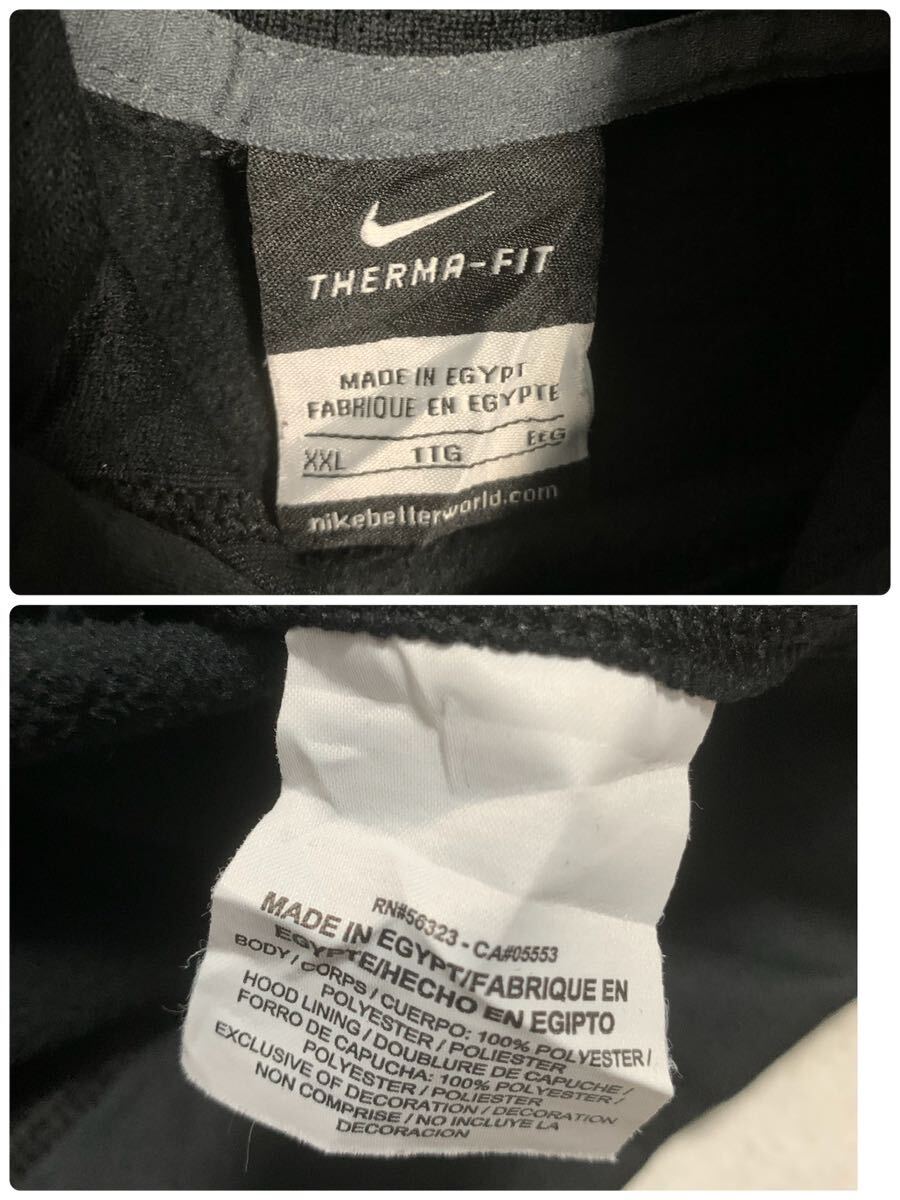 THERMA-FIT
MADE IN EGYPT
FABRIQUE EN EGYPTE
XXL TTG EEG
nikebetterworld.com
RN#56323 - CA#05553
MADE IN EGYPT/FABRIQUE EN
EGYPTE/HECHO EN EGIPTO
BODY / CORPS / CUERPO: 100% POLYESTER /
POLYESTER / POLIESTER
HOOD LINING / DOUBLURE DE CAPUCHE /
FORRO DE CAPUCHA: 100% POLYESTER /
POLYESTER / POLIESTER
EXCLUSIVE OF DECORATION / DECORATION
NON COMPRISE / NO INCLUYE LA
DECORACION